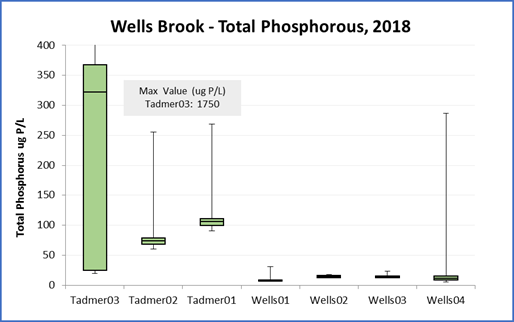 Wells Brook - Total Phosphorous, 2018
Total Phosphorus ug P/L
400
350
300
250
200
150
100
50
0
Max Value (ug P/L)
Tadmer03: 1750
Tadmer03 Tadmer02 Tadmer01 Wells01 Wells02 Wells03 Wells04